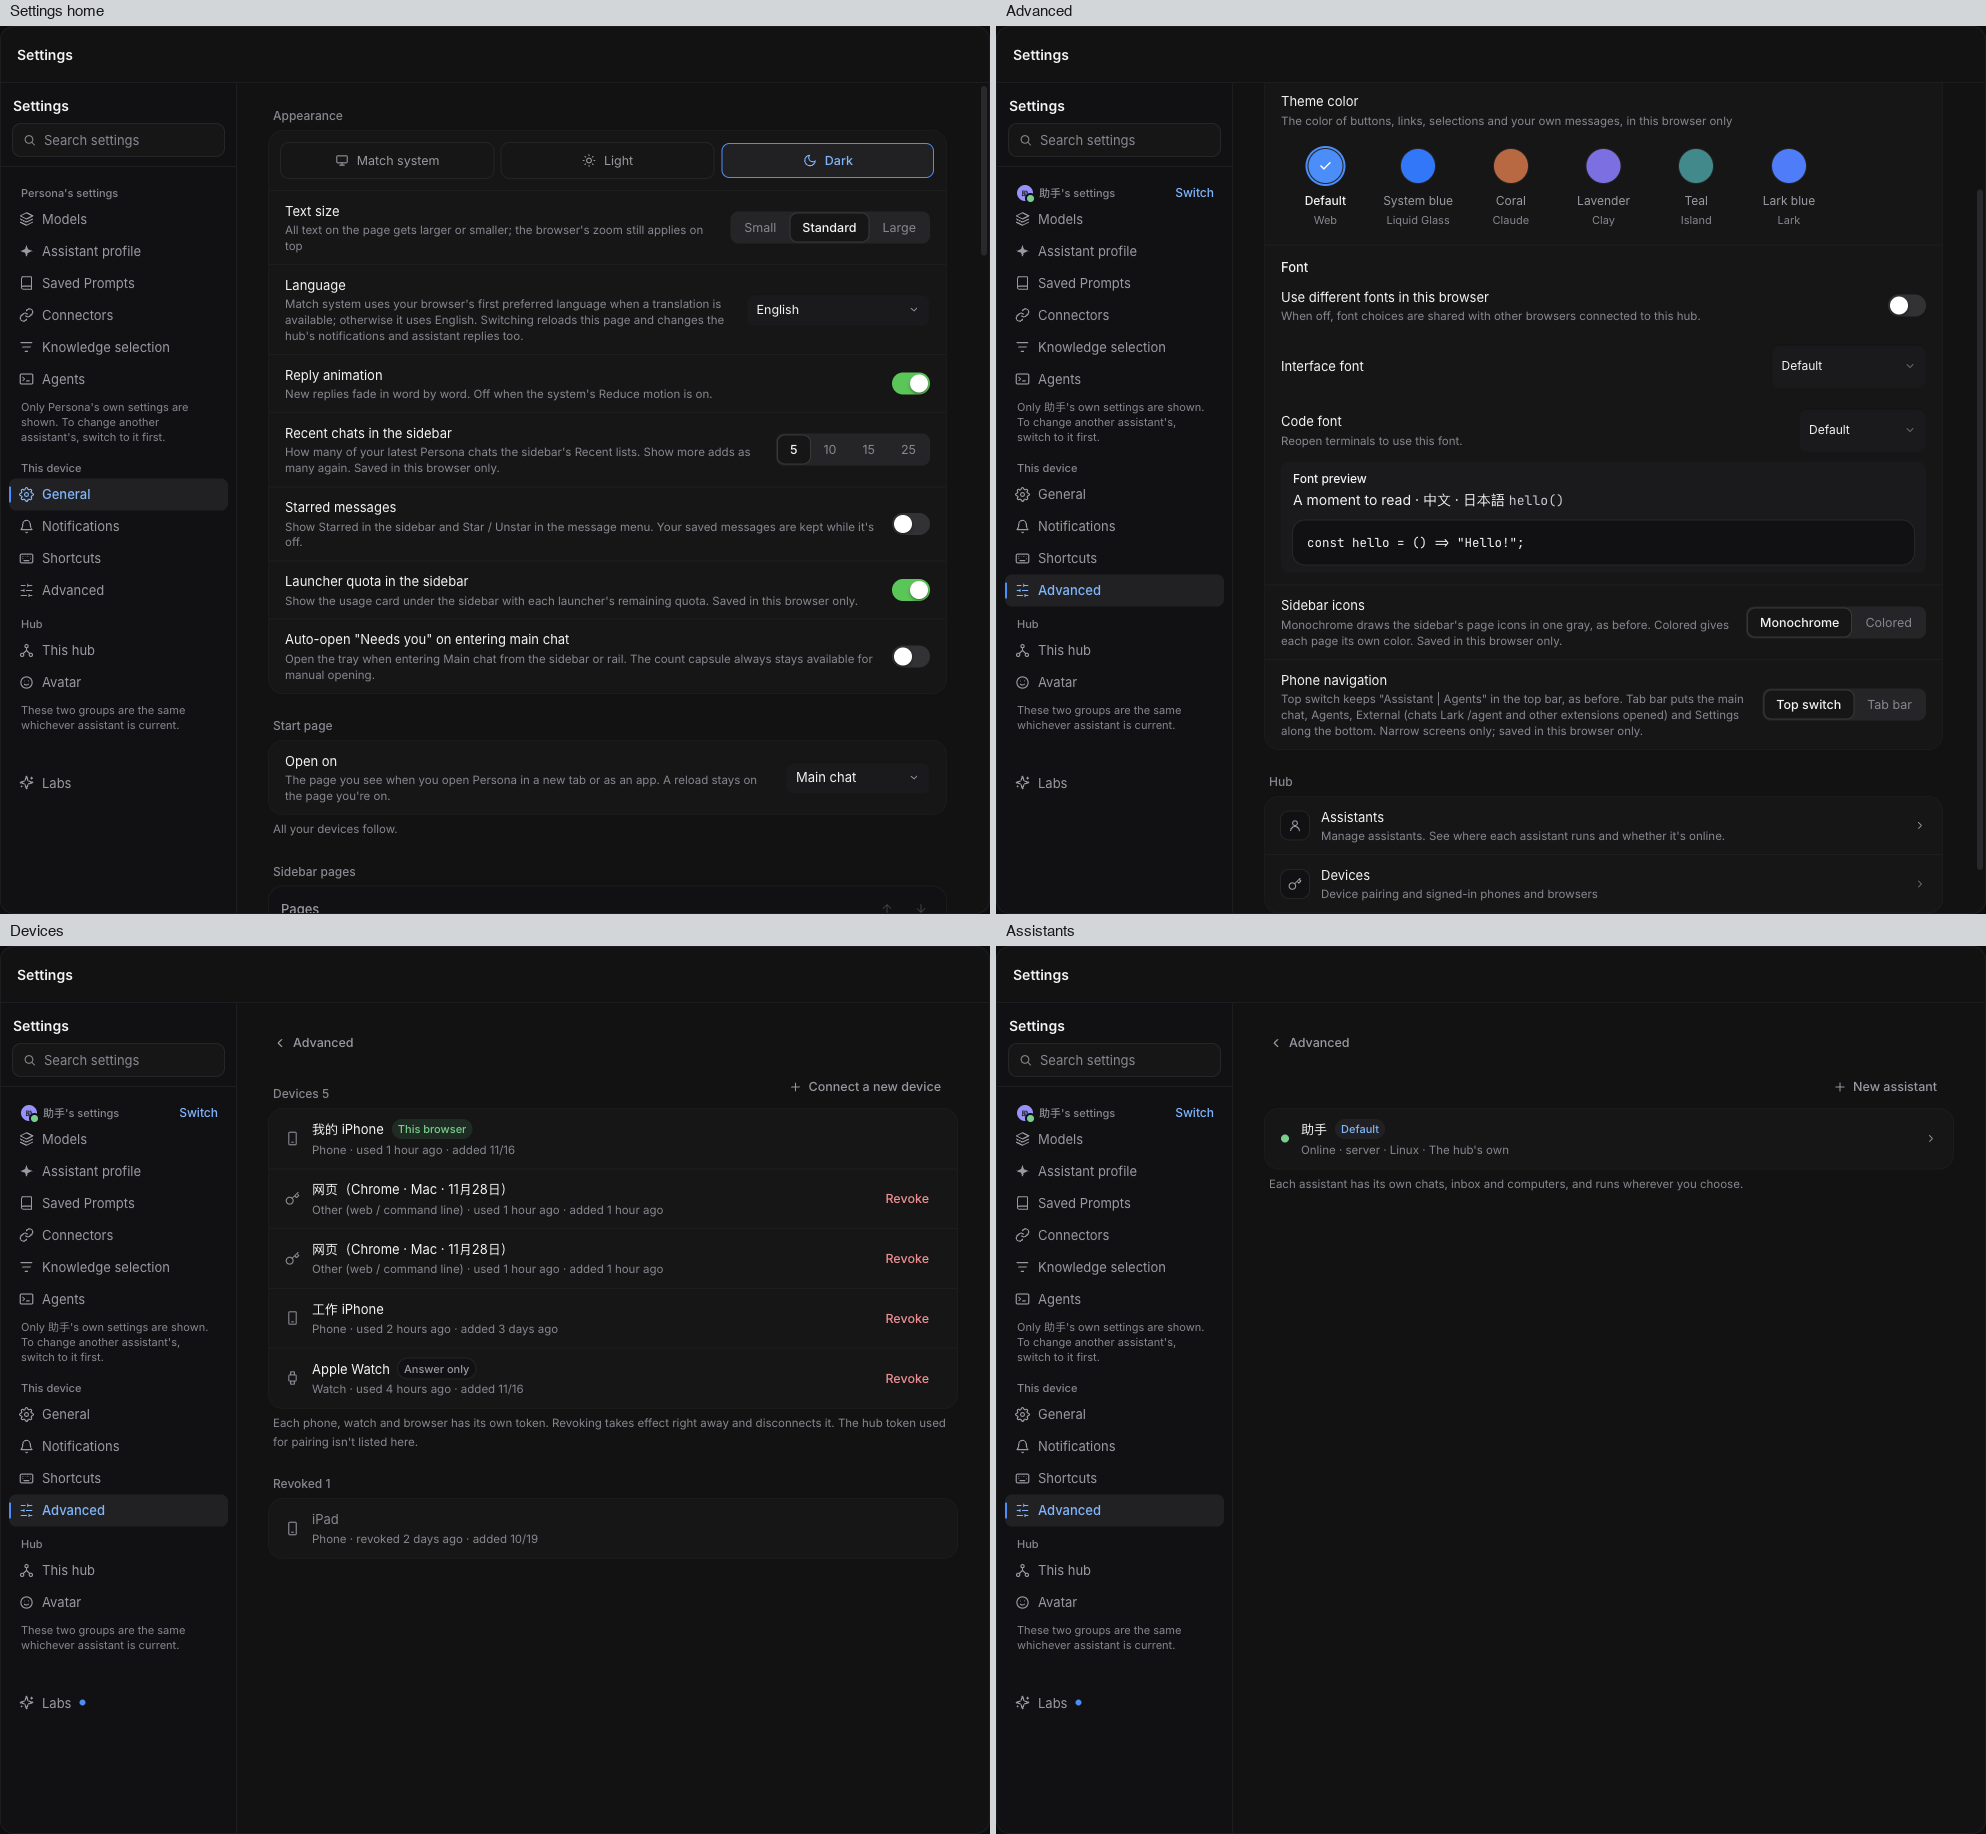 Settings home
Settings
Settings
Search settings
Persona's settings
Models
Assistant profile
Saved Prompts
Connectors
Knowledge selection
Agents
Only Persona's own settings are
shown. To change another
assistant's, switch to it first.
This device
General
Notifications
Shortcuts
Advanced
Hub
This hub
Avatar
These two groups are the same
whichever assistant is current.
Labs
Appearance
Match system
Light
Dark
Text size
All text on the page gets larger or smaller; the browser's zoom still applies on
top
Small
Standard
Large
Language
Match system uses your browser's first preferred language when a translation is
available; otherwise it uses English. Switching reloads this page and changes the
hub's notifications and assistant replies too.
English
Reply animation
New replies fade in word by word. Off when the system's Reduce motion is on.
Recent chats in the sidebar
How many of your latest Persona chats the sidebar's Recent lists. Show more adds as
many again. Saved in this browser only.
5
10
15
25
Starred messages
Show Starred in the sidebar and Star / Unstar in the message menu. Your saved messages are kept while it's
off.
Launcher quota in the sidebar
Show the usage card under the sidebar with each launcher's remaining quota. Saved in this browser only.
Auto-open "Needs you" on entering main chat
Open the tray when entering Main chat from the sidebar or rail. The count capsule always stays available for
manual opening.
Start page
Open on
The page you see when you open Persona in a new tab or as an app. A reload stays on
the page you're on.
Main chat
All your devices follow.
Sidebar pages
Pages
Advanced
Settings
Settings
Search settings
助手's settings
Switch
Models
Assistant profile
Saved Prompts
Connectors
Knowledge selection
Agents
Only 助手's own settings are shown.
To change another assistant's,
switch to it first.
This device
General
Notifications
Shortcuts
Advanced
Hub
This hub
Avatar
These two groups are the same
whichever assistant is current.
Labs
Theme color
The color of buttons, links, selections and your own messages, in this browser only
Default
Web
System blue
Liquid Glass
Coral
Claude
Lavender
Clay
Teal
Island
Lark blue
Lark
Font
Use different fonts in this browser
When off, font choices are shared with other browsers connected to this hub.
Interface font
Default
Code font
Reopen terminals to use this font.
Default
Font preview
A moment to read · 中文 · 日本語 hello()
const hello = () => "Hello!";
Sidebar icons
Monochrome draws the sidebar's page icons in one gray, as before. Colored gives
each page its own color. Saved in this browser only.
Monochrome
Colored
Phone navigation
Top switch keeps "Assistant | Agents" in the top bar, as before. Tab bar puts the main
chat, Agents, External (chats Lark /agent and other extensions opened) and Settings
along the bottom. Narrow screens only; saved in this browser only.
Top switch
Tab bar
Hub
Assistants
Manage assistants. See where each assistant runs and whether it's online.
Devices
Device pairing and signed-in phones and browsers
Devices
Settings
Settings
Search settings
助手's settings
Switch
Models
Assistant profile
Saved Prompts
Connectors
Knowledge selection
Agents
Only 助手's own settings are shown.
To change another assistant's,
switch to it first.
This device
General
Notifications
Shortcuts
Advanced
Hub
This hub
Avatar
These two groups are the same
whichever assistant is current.
Labs
Advanced
Devices 5
Connect a new device
我的 iPhone
This browser
Phone · used 1 hour ago · added 11/16
网页（Chrome · Mac · 11月28日）
Other (web / command line) · used 1 hour ago · added 1 hour ago
Revoke
网页（Chrome · Mac · 11月28日）
Other (web / command line) · used 1 hour ago · added 1 hour ago
Revoke
工作 iPhone
Phone · used 2 hours ago · added 3 days ago
Revoke
Apple Watch
Answer only
Watch · used 4 hours ago · added 11/16
Revoke
Each phone, watch and browser has its own token. Revoking takes effect right away and disconnects it. The hub token used
for pairing isn't listed here.
Revoked 1
iPad
Phone · revoked 2 days ago · added 10/19
Assistants
Settings
Settings
Search settings
助手's settings
Switch
Models
Assistant profile
Saved Prompts
Connectors
Knowledge selection
Agents
Only 助手's own settings are shown.
To change another assistant's,
switch to it first.
This device
General
Notifications
Shortcuts
Advanced
Hub
This hub
Avatar
These two groups are the same
whichever assistant is current.
Labs
Advanced
New assistant
助手
Default
Online · server · Linux · The hub's own
Each assistant has its own chats, inbox and computers, and runs wherever you choose.